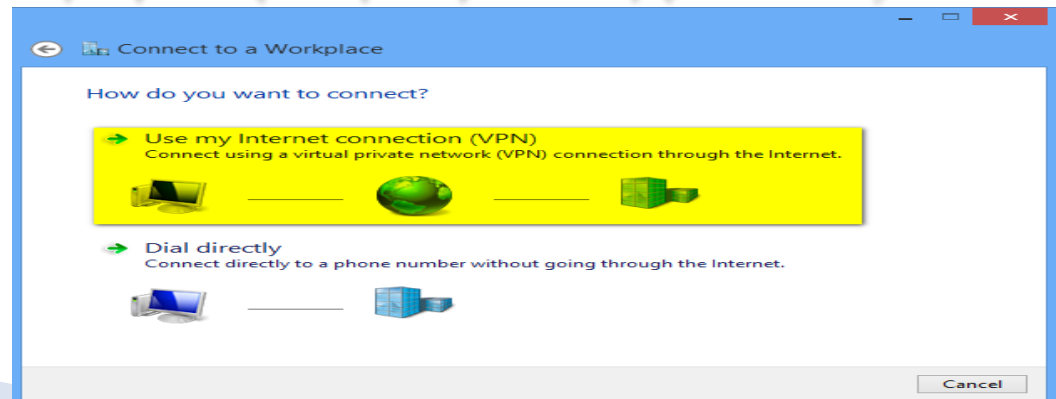 Connect to a Workplace
How do you want to connect?
Use my Internet connection (VPN)
Connect using a virtual private network (VPN) connection through the Internet.
Dial directly
Connect directly to a phone number without going through the Internet.
Cancel